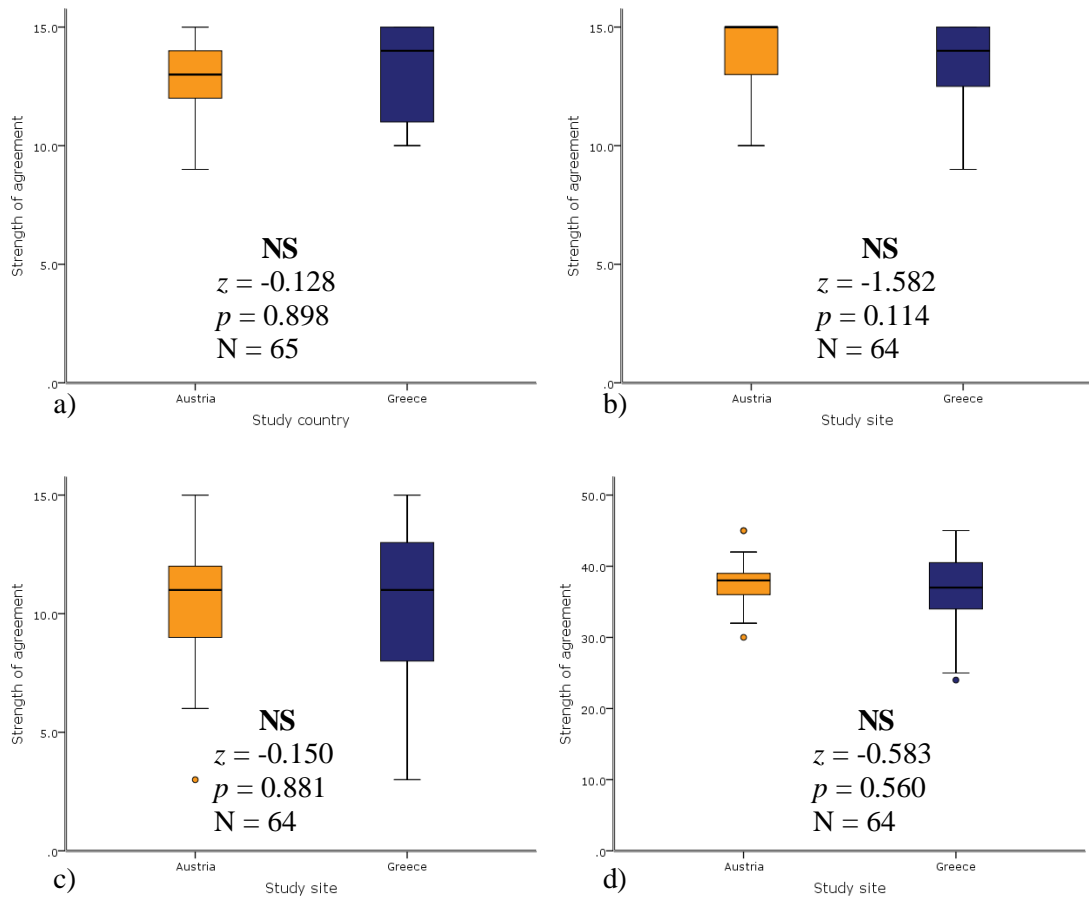 15.0
10.0
5.0
.0
Strength of agreement
NS
z = -0.128
p = 0.898
N = 65
Austria
Greece
Study country
a)
15.0
10.0
5.0
.0
Strength of agreement
NS
z = -1.582
p = 0.114
N = 64
Austria
Greece
Study site
b)
15.0
10.0
5.0
.0
Strength of agreement
NS
z = -0.150
p = 0.881
N = 64
Austria
Greece
Study site
c)
50.0
40.0
30.0
20.0
10.0
.0
Strength of agreement
NS
z = -0.583
p = 0.560
N = 64
Austria
Greece
Study site
d)